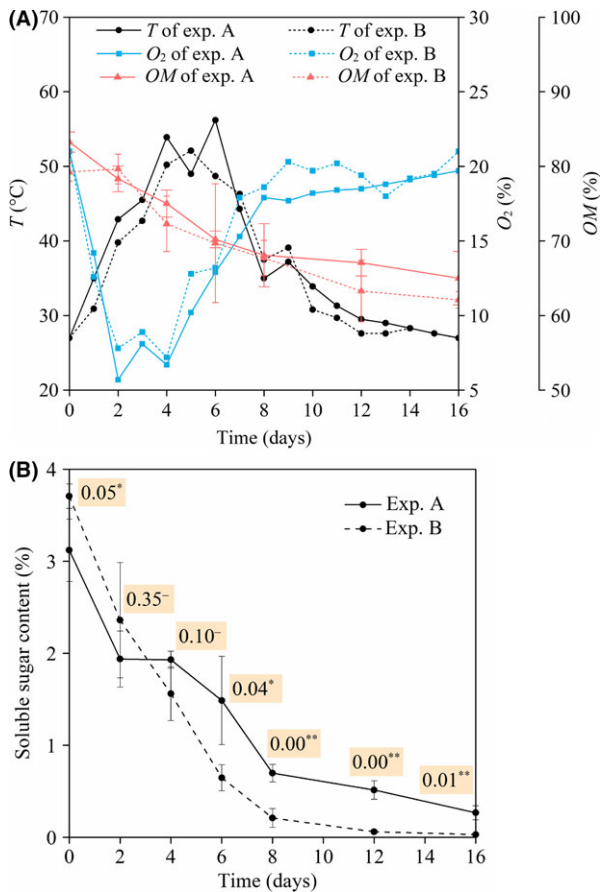 (A)
T of exp. A
T of exp. B
O₂ of exp. A
O₂ of exp. B
OM of exp. A
OM of exp. B
70
60
50
40
30
20
T (°C)
30
25
20
15
10
5
O₂ (%)
100
90
80
70
60
50
OM (%)
0 2 4 6 8 10 12 14 16
Time (days)
(B)
4
3
2
1
0
Soluble sugar content (%)
Exp. A
Exp. B
0.05*
0.35⁻
0.10⁻
0.04*
0.00**
0.00**
0.01**
0 2 4 6 8 10 12 14 16
Time (days)